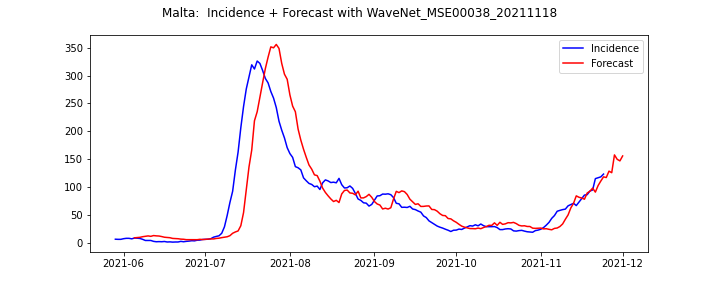 Malta:  Incidence + Forecast with WaveNet_MSE00038_20211118
Incidence
Forecast
350
300
250
200
150
100
50
0
2021-06 2021-07 2021-08 2021-09 2021-10 2021-11 2021-12